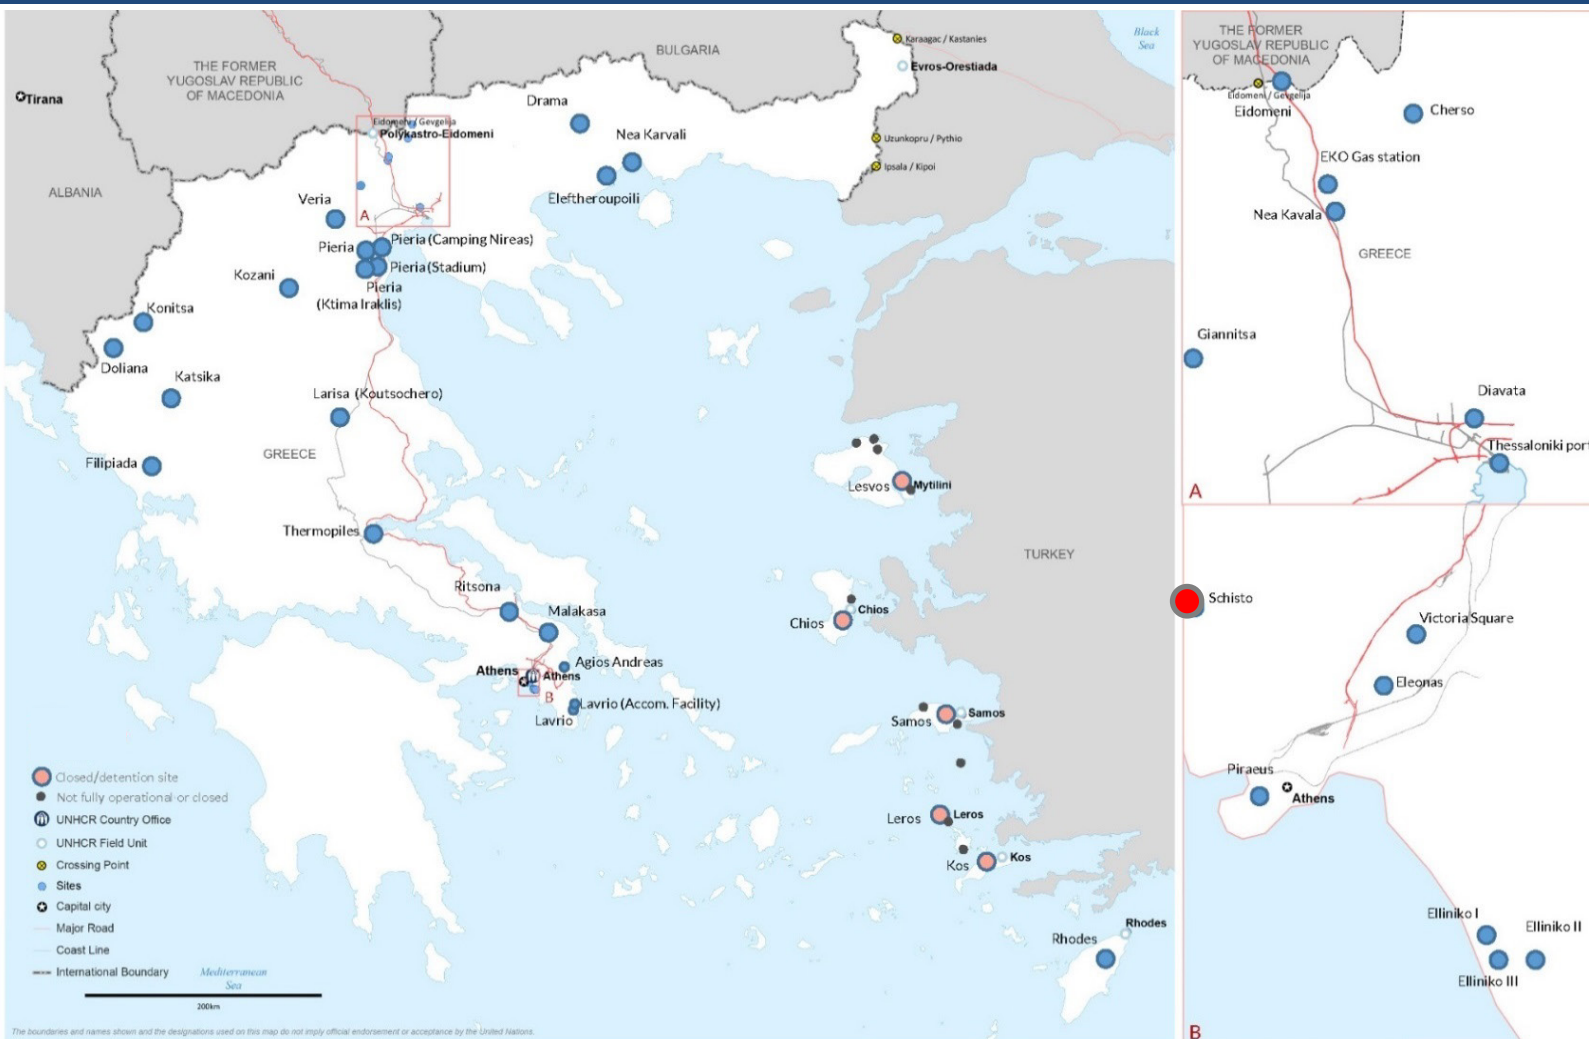 Black
Sea
BULGARIA
THE FORMER
YUGOSLAV REPUBLIC
OF MACEDONIA
Tirana
ALBANIA
Karaagac / Kastanies
Evros-Orestiada
Uzunkopru / Pythio
Ipsala / Kipoi
Drama
Nea Karvali
Eleftheroupoili
Eidomeni / Gevgelija
Polykastro-Eidomeni
A
Veria
Pieria
Pieria (Camping Nireas)
Pieria (Stadium)
Pieria
(Ktima Iraklis)
Kozani
Konitsa
Doliana
Katsika
Larisa (Koutsochero)
GREECE
Filipiada
Thermopiles
Ritsona
Malakasa
Agios Andreas
Athens
Athens
B
Lavrio (Accom. Facility)
Lavrio
Lesvos
Mytilini
TURKEY
Chios
Chios
Samos
Samos
Leros
Leros
Kos
Kos
Rhodes
Rhodes
Closed/detention site
Not fully operational or closed
UNHCR Country Office
UNHCR Field Unit
Crossing Point
Sites
Capital city
Major Road
Coast Line
International Boundary
Mediterranean
Sea
200km
The boundaries and names shown and the designations used on this map do not imply official endorsement or acceptance by the United Nations.
THE FORMER
YUGOSLAV REPUBLIC
OF MACEDONIA
Eidomeni / Gevgelija
Eidomeni
Cherso
EKO Gas station
Nea Kavala
GREECE
Giannitsa
Diavata
Thessaloniki port
A
Schisto
Victoria Square
Eleonas
Piraeus
Athens
Elliniko I
Elliniko II
Elliniko III
B